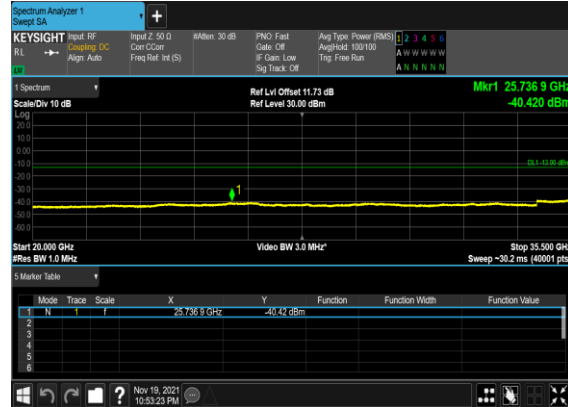 Spectrum Analyzer 1
Swept SA
+
KEYSIGHT Input: RF Input Z: 50 Ω #Atten: 30 dB PNO: Fast Avg Type: Power (RMS) 1 2 3 4 5 6
RL Coupling: DC Corr CCorr Gate: Off Avg|Hold: 100/100 A W W W W W
Align: Auto Freq Ref: Int (S) IF Gain: Low Trig: Free Run
Sig Track: Off A N N N N N
1 Spectrum Ref Lvl Offset 11.73 dB Mkr1 25.736 9 GHz
Scale/Div 10 dB Ref Level 30.00 dBm -40.420 dBm
Log
20.0
10.0
0.00
-10.0
DL1 -13.00 dBm
-20.0
-30.0
1
-40.0
-50.0
-60.0
Start 20.000 GHz Video BW 3.0 MHz* Stop 35.500 GHz
#Res BW 1.0 MHz Sweep ~30.2 ms (40001 pts)
5 Marker Table
Mode Trace Scale X Y Function Function Width Function Value
1 N 1 f 25.736 9 GHz -40.42 dBm
2
3
4
5
6
? Nov 19, 2021
10:53:23 PM